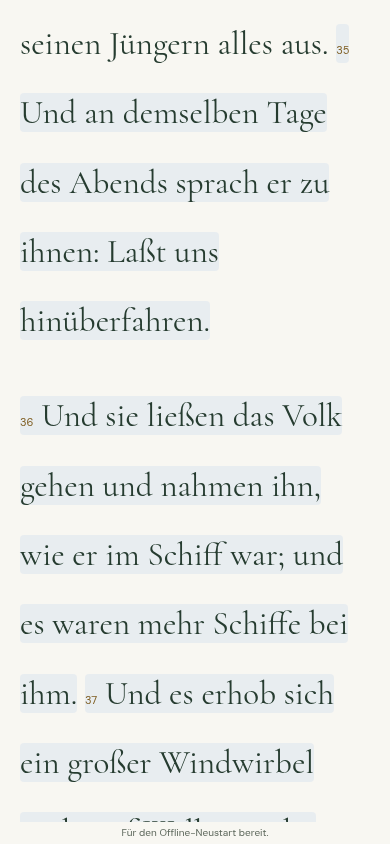 seinen Jüngern alles aus. 35
Und an demselben Tage
des Abends sprach er zu
ihnen: Laßt uns
hinüberfahren.
36 Und sie ließen das Volk
gehen und nahmen ihn,
wie er im Schiff war; und
es waren mehr Schiffe bei
ihm. 37 Und es erhob sich
ein großer Windwirbel
Für den Offline-Neustart bereit.